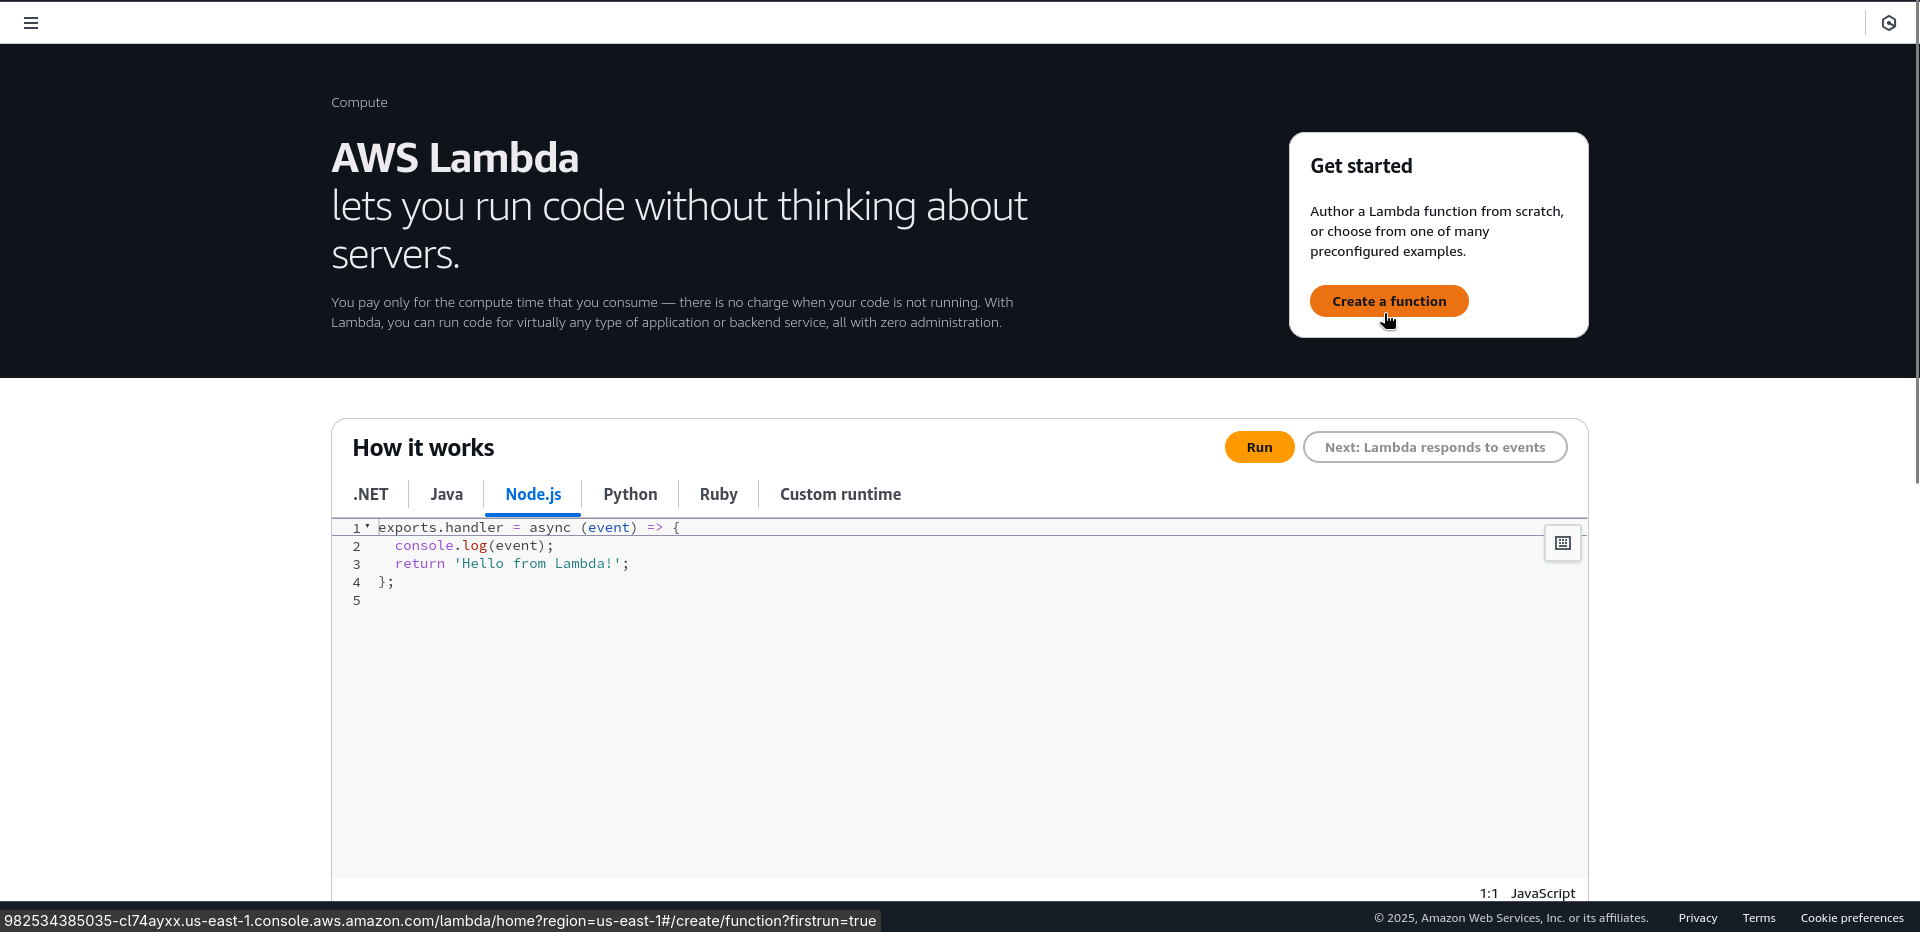 Compute
AWS Lambda
lets you run code without thinking about
servers.
You pay only for the compute time that you consume — there is no charge when your code is not running. With
Lambda, you can run code for virtually any type of application or backend service, all with zero administration.
Get started
Author a Lambda function from scratch,
or choose from one of many
preconfigured examples.
Create a function
How it works
Run
Next: Lambda responds to events
.NET
Java
Node.js
Python
Ruby
Custom runtime
1 exports.handler = async (event) => {
2 console.log(event);
3 return 'Hello from Lambda!';
4 };
5
1:1 JavaScript
982534385035-cl74ayxx.us-east-1.console.aws.amazon.com/lambda/home?region=us-east-1#/create/function?firstrun=true
© 2025, Amazon Web Services, Inc. or its affiliates.
Privacy
Terms
Cookie preferences